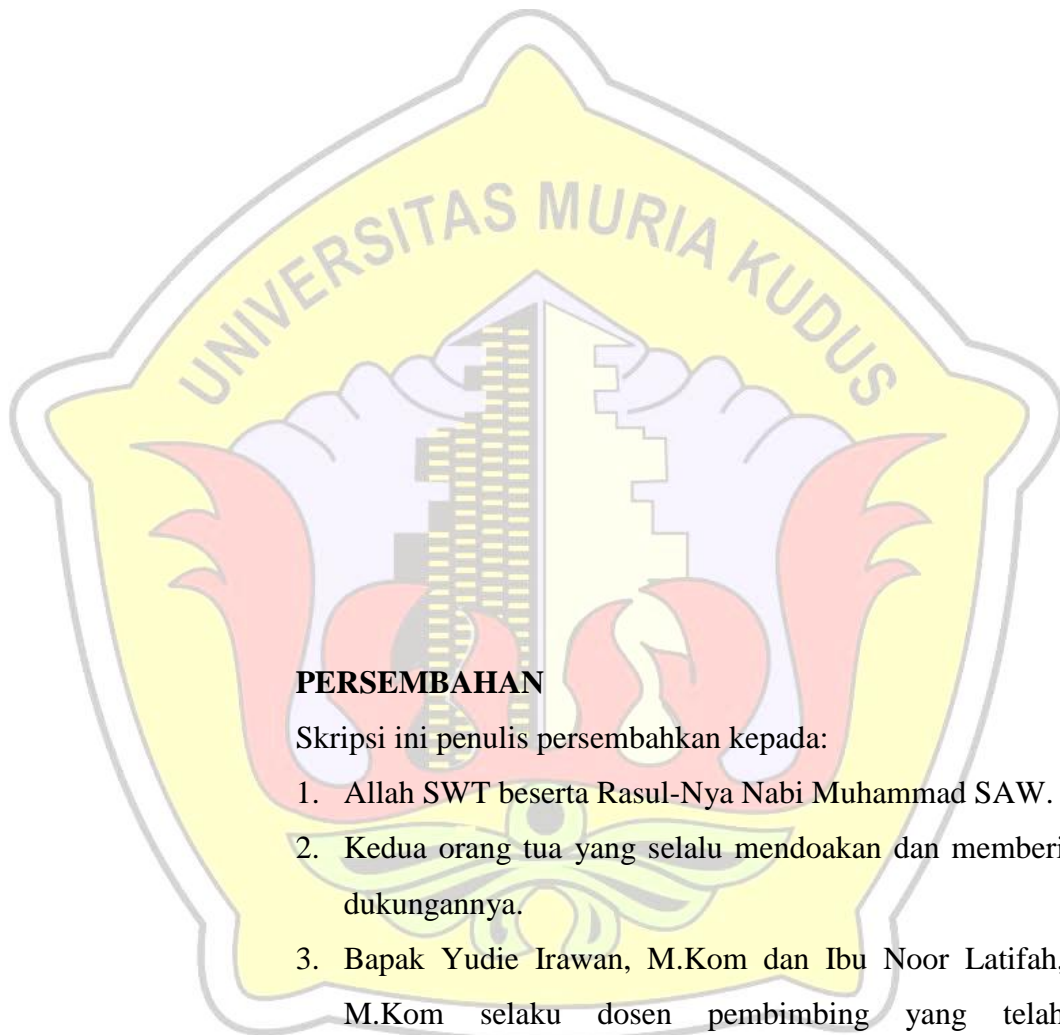 UNIVERSITAS MURIA KUDUS
PERSEMBAHAN
Skripsi ini penulis persembahkan kepada:
1. Allah SWT beserta Rasul-Nya Nabi Muhammad SAW.
2. Kedua orang tua yang selalu mendoakan dan memberi
dukungannya.
3. Bapak Yudie Irawan, M.Kom dan Ibu Noor Latifah,
M.Kom selaku dosen pembimbing yang telah